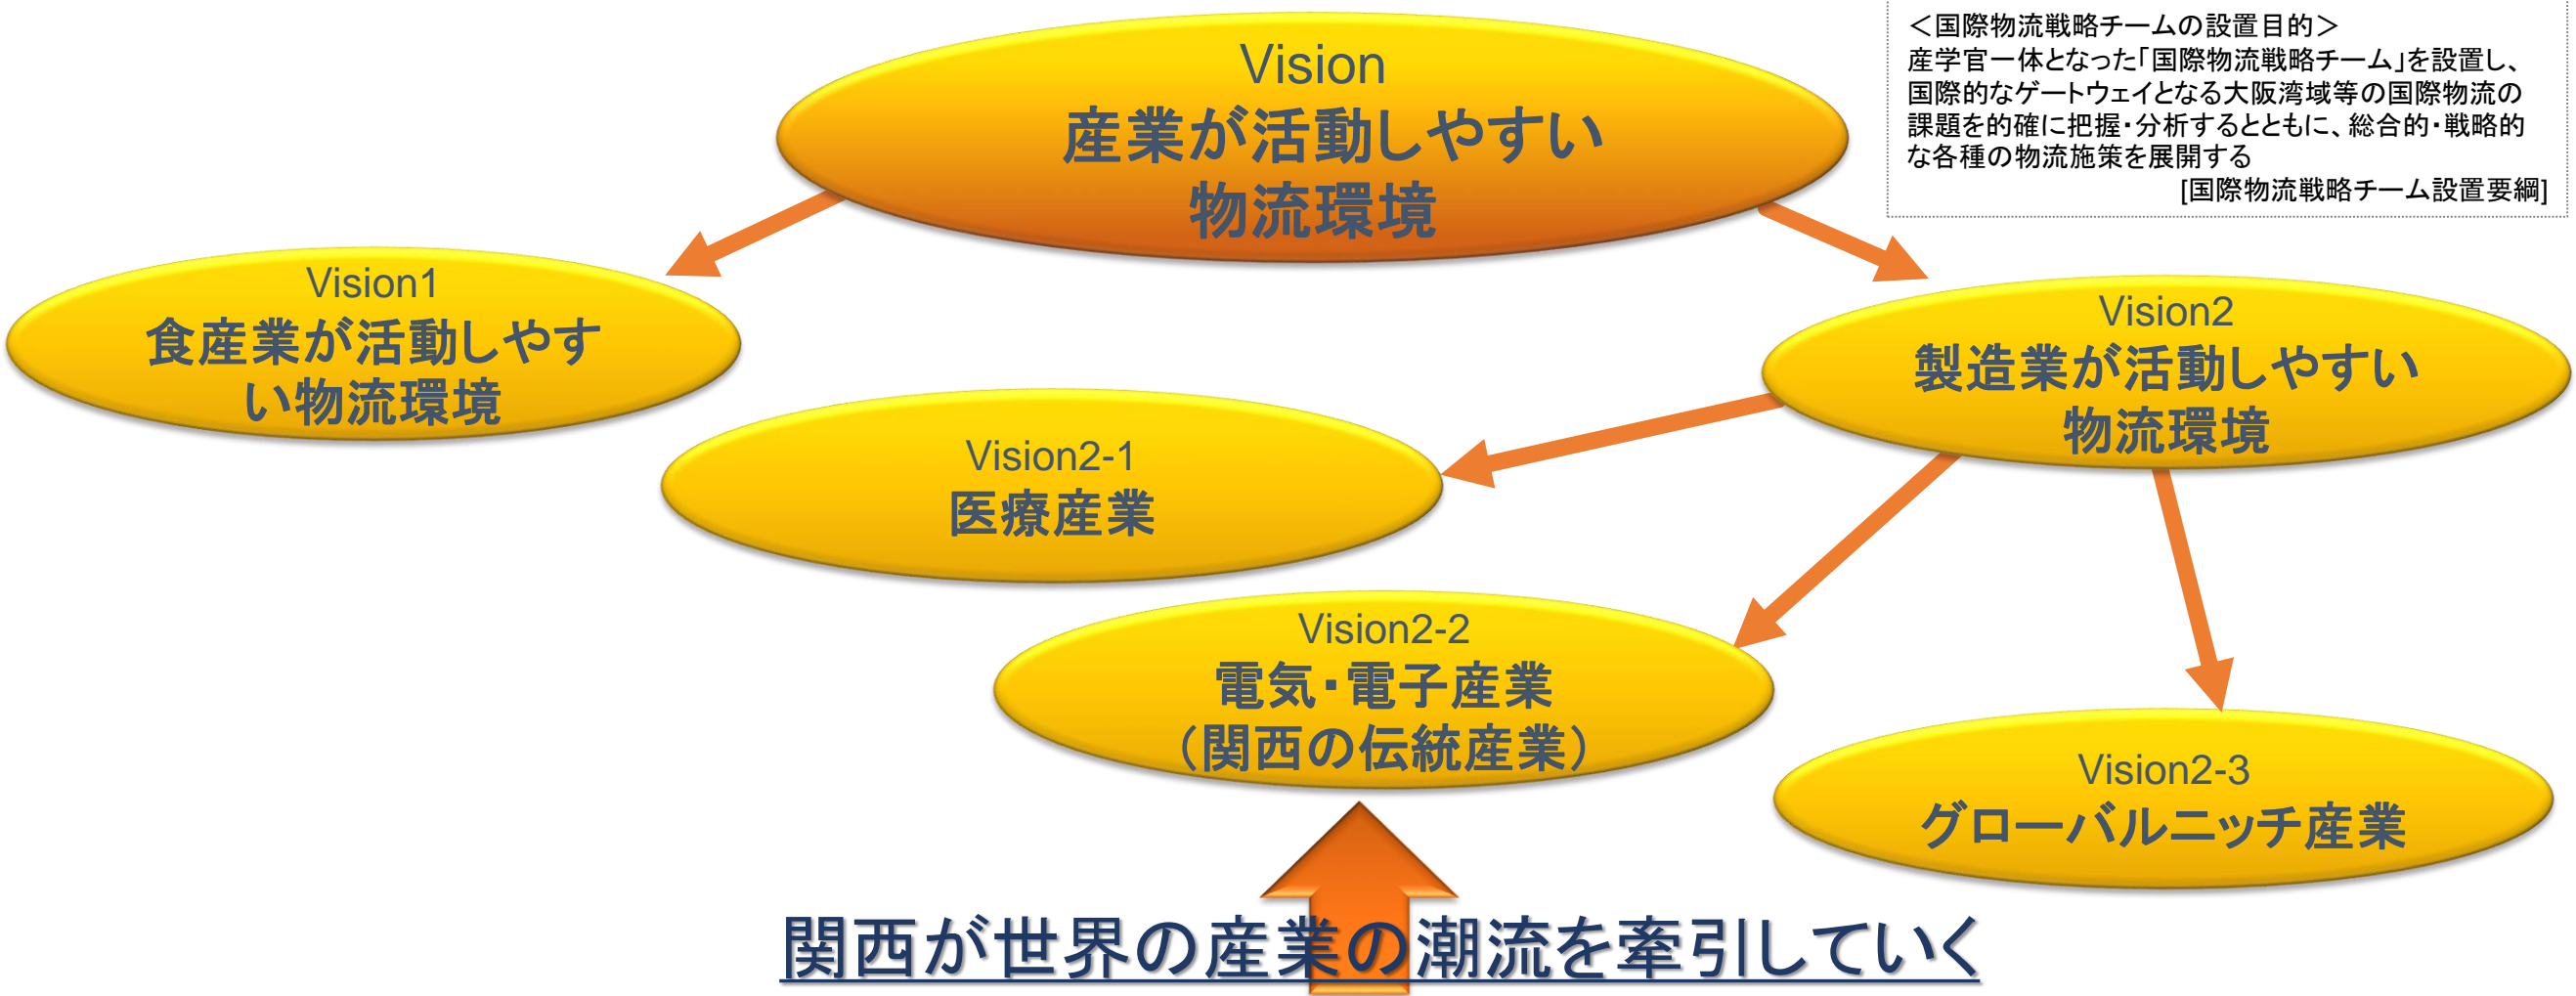 Vision
産業が活動しやすい
物流環境
＜国際物流戦略チームの設置目的＞
産学官一体となった「国際物流戦略チーム」を設置し、
国際的なゲートウェイとなる大阪湾域等の国際物流の
課題を的確に把握・分析するとともに、総合的・戦略的
な各種の物流施策を展開する
[国際物流戦略チーム設置要綱]
Vision1
食産業が活動しやす
い物流環境
Vision2
製造業が活動しやすい
物流環境
Vision2-1
医療産業
Vision2-2
電気・電子産業
（関西の伝統産業）
Vision2-3
グローバルニッチ産業
関西が世界の産業の潮流を牽引していく